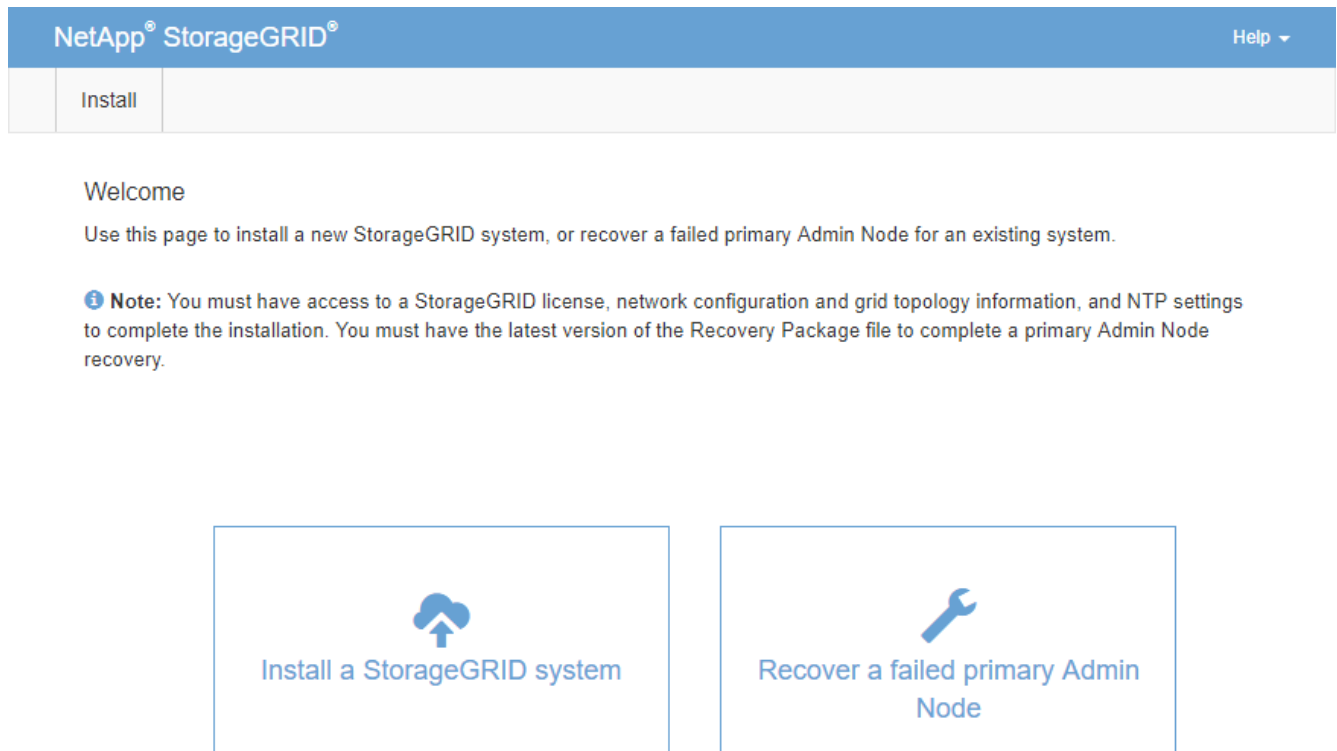 NetApp® StorageGRID®
Help
Install
Welcome
Use this page to install a new StorageGRID system, or recover a failed primary Admin Node for an existing system.
Note: You must have access to a StorageGRID license, network configuration and grid topology information, and NTP settings
to complete the installation. You must have the latest version of the Recovery Package file to complete a primary Admin Node
recovery.
Install a StorageGRID system
Recover a failed primary Admin
Node